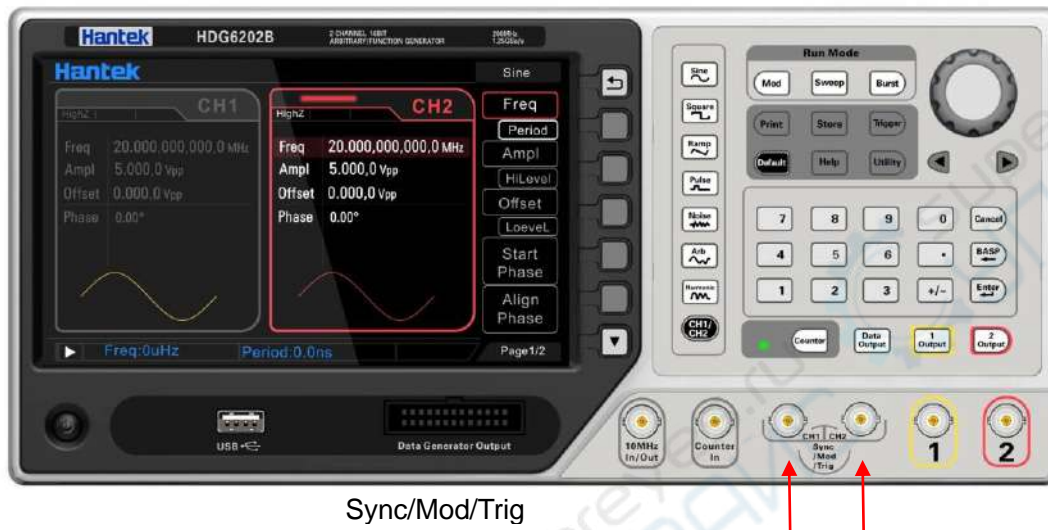 Hantek HDG6202B 2 CHANNEL 16BIT 200MHz
ARBITRARY/FUNCTION GENERATOR 1.25GSa/s
Hantek
Sine
CH1
HighZ
Freq 20.000,000,000,0 MHz
Ampl 5.000,0 Vpp
Offset 0.000,0 Vpp
Phase 0.00°
CH2
HighZ
Freq 20.000,000,000,0 MHz
Ampl 5.000,0 Vpp
Offset 0.000,0 Vpp
Phase 0.00°
Freq
Period
Ampl
HiLevel
Offset
LoeveL
Start
Phase
Align
Phase
Freq:0uHz Period:0.0ns Page1/2
Sine
Square
Ramp
Pulse
Noise
Arb
Harmonic
CH1/
CH2
Run Mode
Mod Sweep Burst
Print Store Trigger
Default Help Utility
7 8 9 0 Cancel
4 5 6 . BASP
1 2 3 +/- Enter
Counter
Data
Output
1
Output
2
Output
USB
Data Generator Output
10MHz
In/Out
Counter
In
CH1 CH2
Sync
/Mod
/Trig
1
2
Sync/Mod/Trig